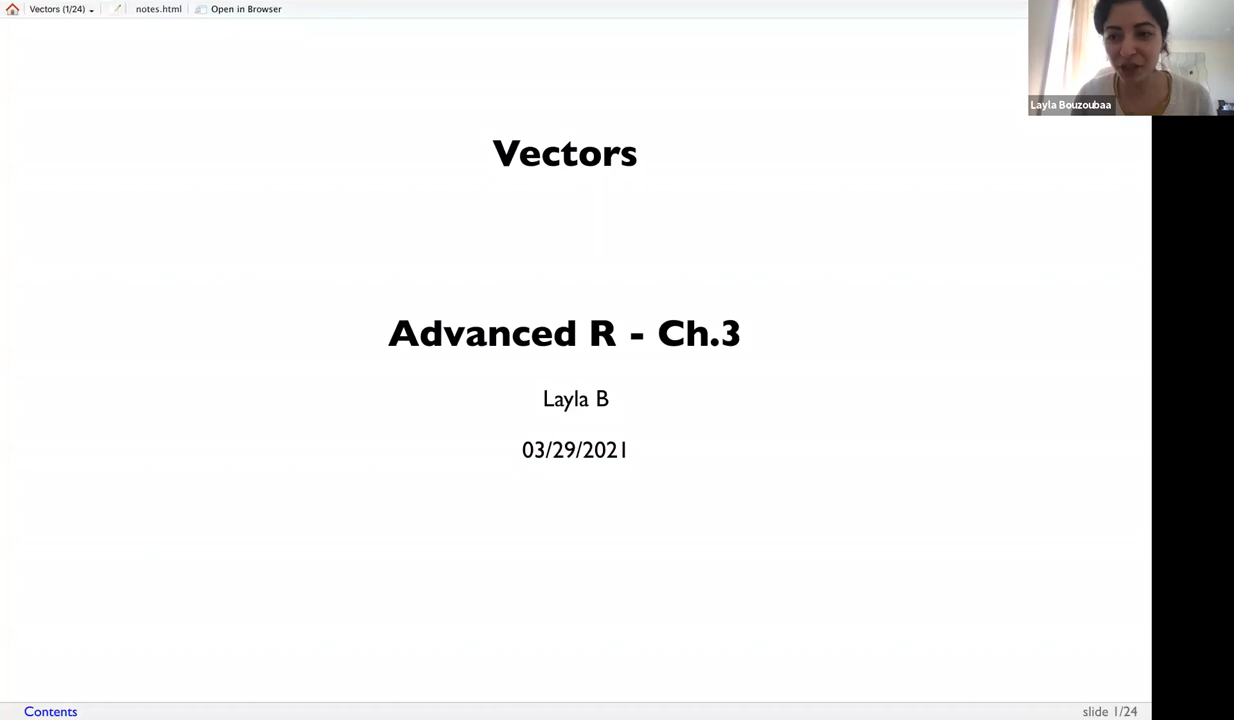 Vectors (1/24)
notes.html
Open in Browser
Layla Bouzoubaa
Vectors
Advanced R - Ch.3
Layla B
03/29/2021
Contents
slide 1/24